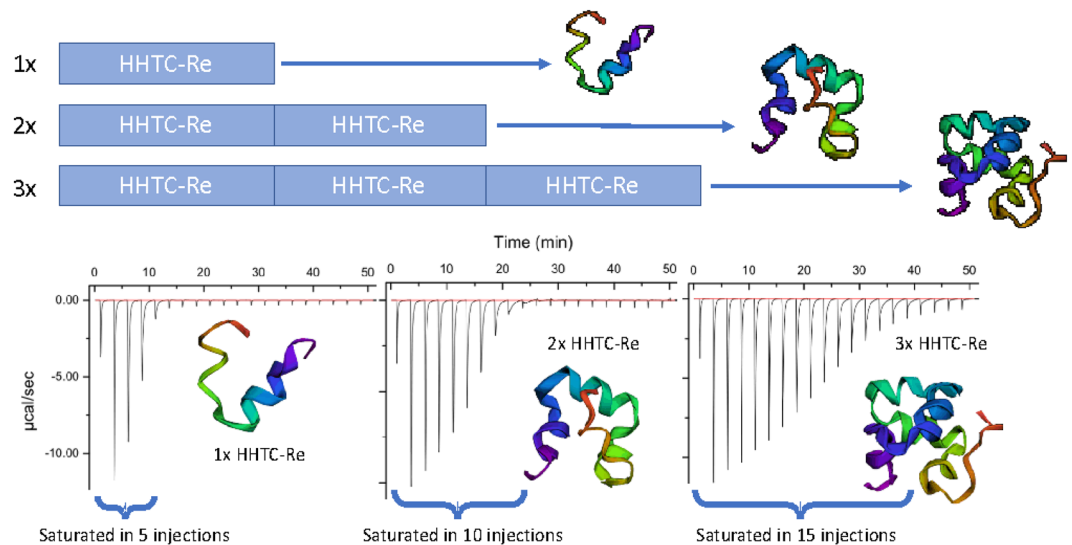 1x HHTC-Re
2x HHTC-Re HHTC-Re
3x HHTC-Re HHTC-Re HHTC-Re
Time (min)
0 10 20 30 40 50 0 10 20 30 40 50 0 10 20 30 40 50
0.00
2x HHTC-Re 3x HHTC-Re
-5.00
µcal/sec
1x HHTC-Re
-10.00
Saturated in 5 injections Saturated in 10 injections Saturated in 15 injections